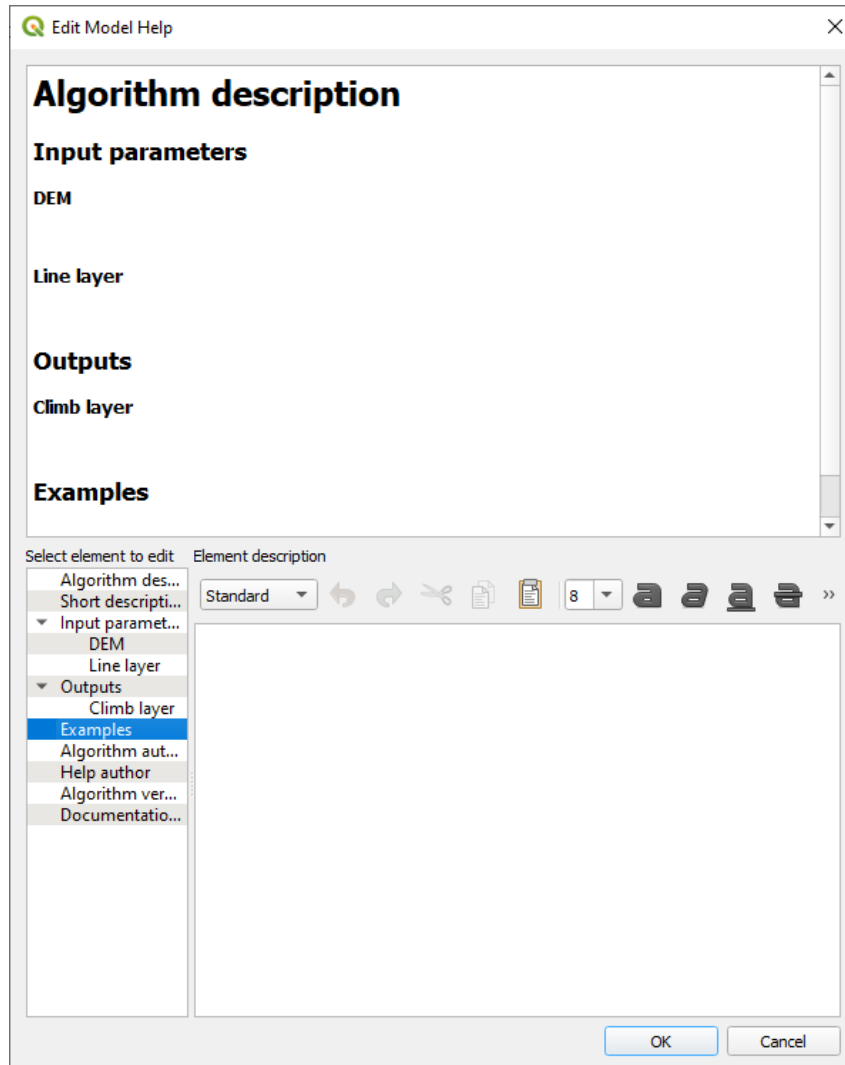 Edit Model Help
Algorithm description
Input parameters
DEM
Line layer
Outputs
Climb layer
Examples
Select element to edit Element description
Algorithm des...
Short descripti...
Input paramet...
DEM
Line layer
Outputs
Climb layer
Examples
Algorithm aut...
Help author
Algorithm ver...
Documentatio...
Standard 8 a a a a »
OK Cancel